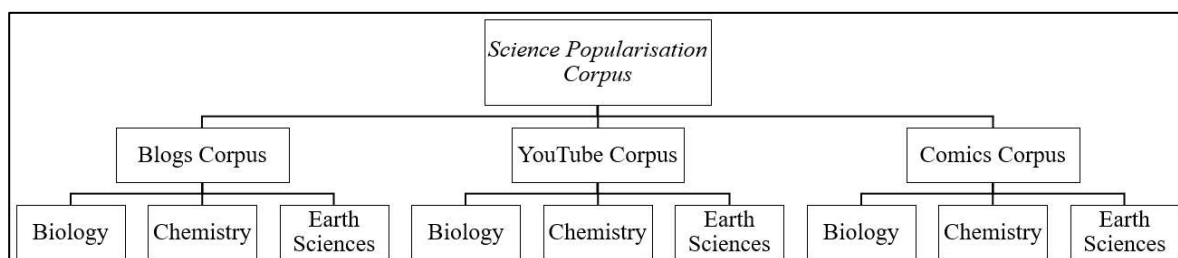 Science Popularisation
Corpus
Blogs Corpus
YouTube Corpus
Comics Corpus
Biology
Chemistry
Earth
Sciences
Biology
Chemistry
Earth
Sciences
Biology
Chemistry
Earth
Sciences